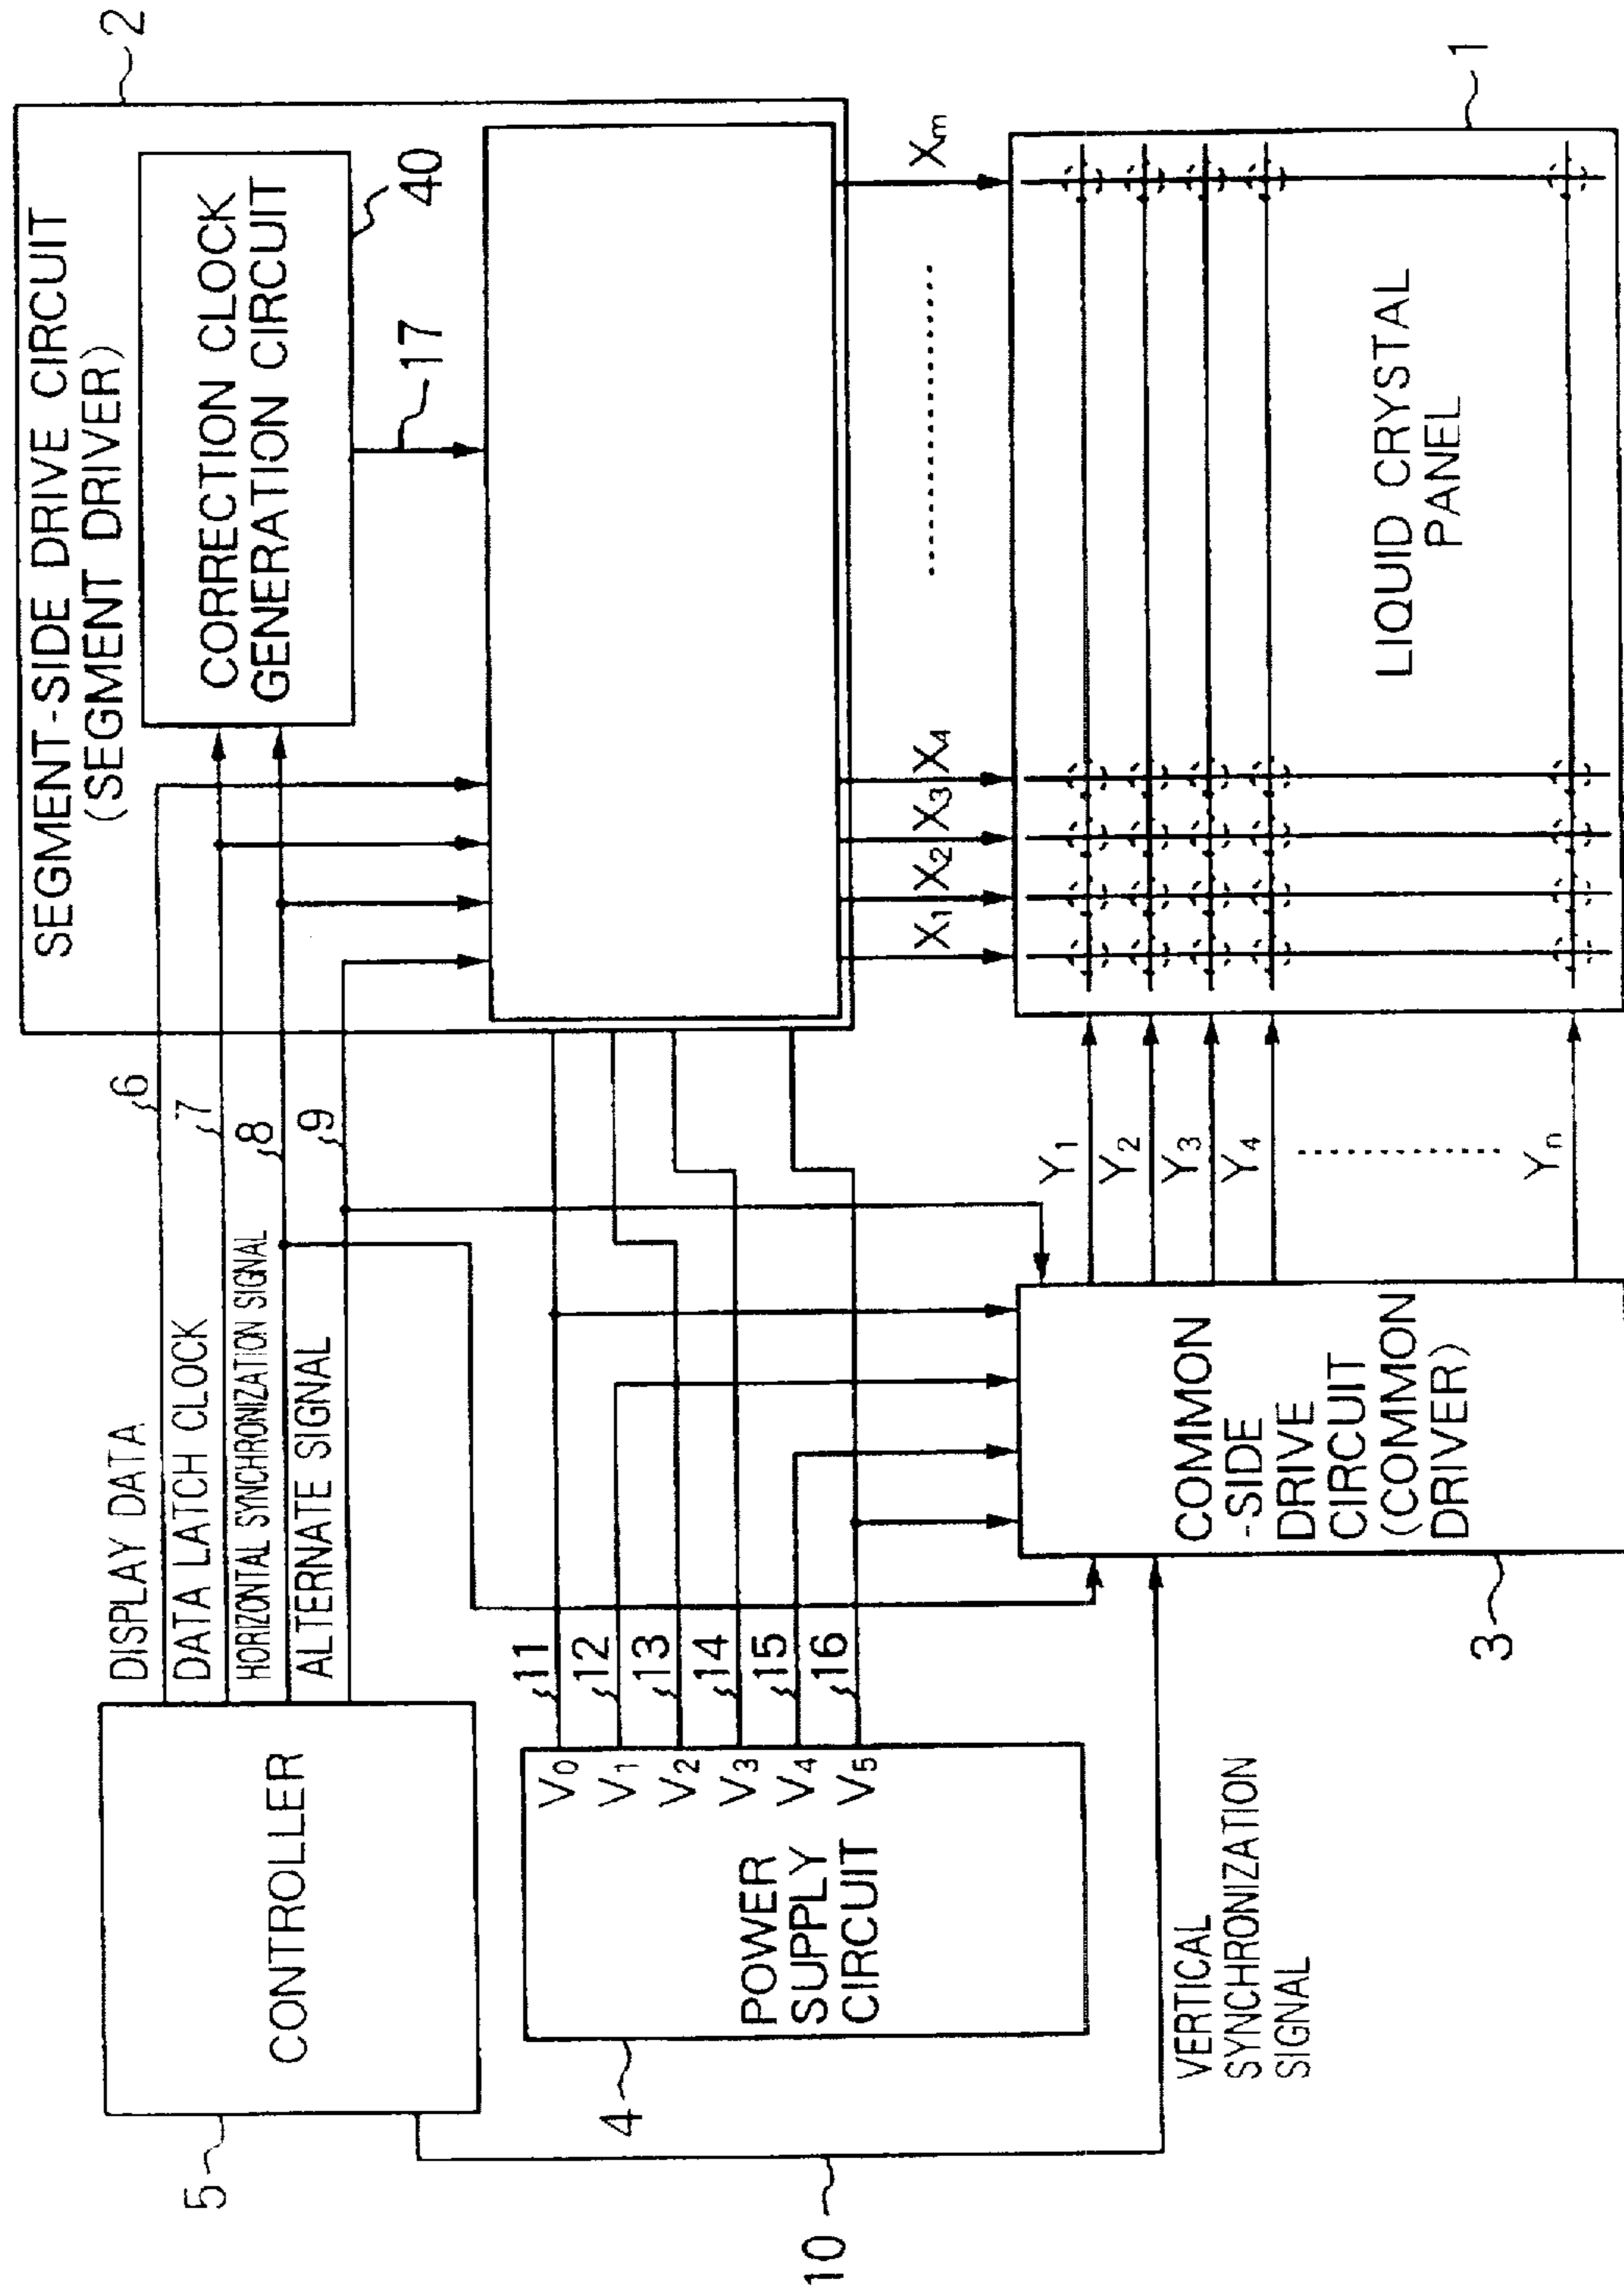 SEGMENT-SIDE DRIVE CIRCUIT
(SEGMENT DRIVER)
2
CORRECTION CLOCK
GENERATION CIRCUIT
40
17
DISPLAY DATA
6
DATA LATCH CLOCK
7
HORIZONTAL SYNCHRONIZATION SIGNAL
8
ALTERNATE SIGNAL
9
CONTROLLER
5
POWER
SUPPLY
CIRCUIT
4
V0
V1
V2
V3
V4
V5
11
12
13
14
15
16
X1
X2
X3
X4
Xm
Y1
Y2
Y3
Y4
Yn
COMMON
-SIDE
DRIVE
CIRCUIT
(COMMON
DRIVER)
3
LIQUID CRYSTAL
PANEL
1
VERTICAL
SYNCHRONIZATION
SIGNAL
10